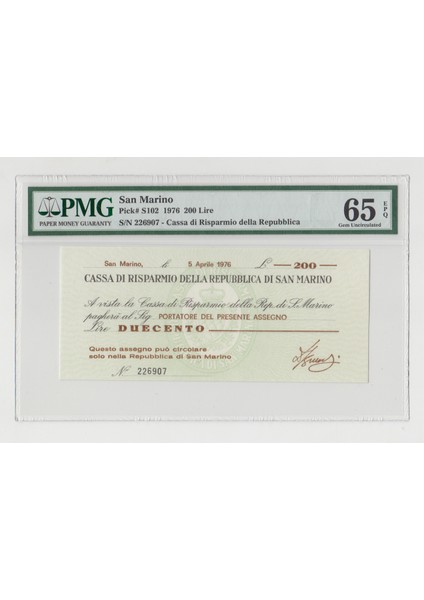 PMG
PAPER MONEY GUARANTY
San Marino
Pick# S102 1976 200 Lire
S/N 226907 - Cassa di Risparmio della Repubblica
65 EPQ
Gem Uncirculated
San Marino, li 5 Aprile 1976 L. 200
CASSA DI RISPARMIO DELLA REPUBBLICA DI SAN MARINO
A vista la Cassa di Risparmio della Rep. di S. Marino
pagherà al Sig. PORTATORE DEL PRESENTE ASSEGNO
Lire DUECENTO
Questo assegno può circolare
solo nella Repubblica di San Marino
N° 226907